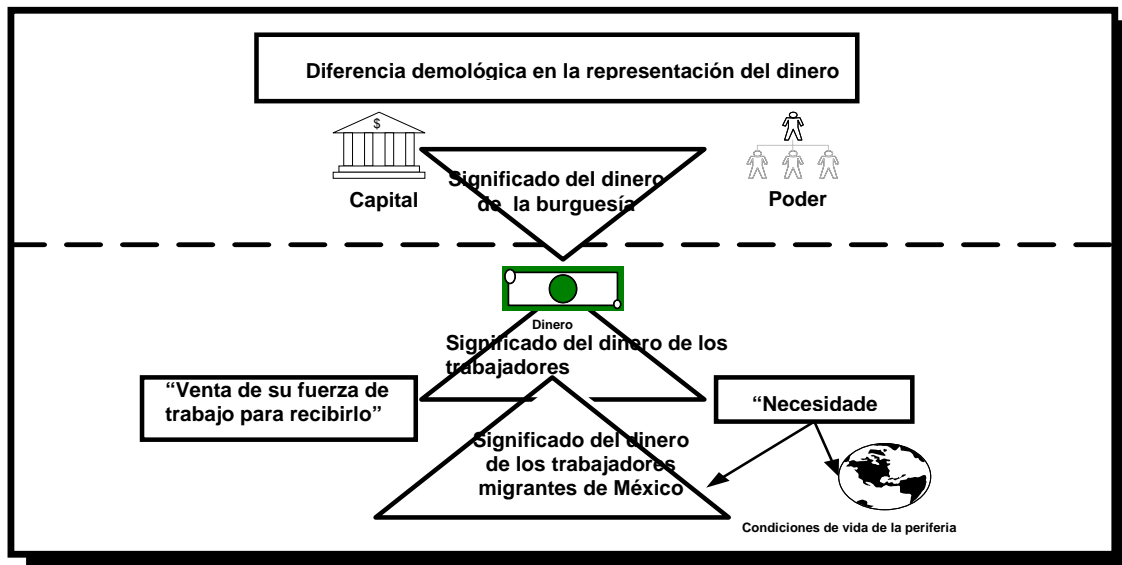 Diferencia demológica en la representación del dinero
$
Capital
Significado del dinero
de la burguesía
Poder
Dinero
Significado del dinero de los
trabajadores
“Venta de su fuerza de
trabajo para recibirlo”
“Necesidade
Significado del dinero
de los trabajadores
migrantes de México
Condiciones de vida de la periferia